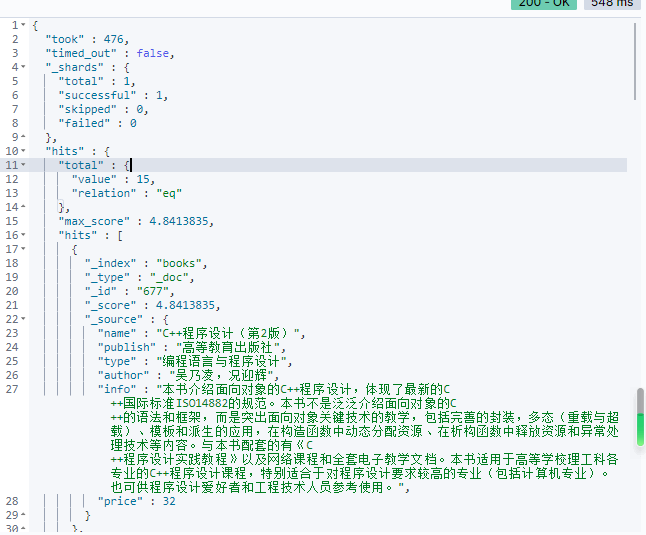 200 - OK 548 ms
1 {
2 "took" : 476,
3 "timed_out" : false,
4 "_shards" : {
5 "total" : 1,
6 "successful" : 1,
7 "skipped" : 0,
8 "failed" : 0
9 },
10 "hits" : {
11 "total" : {
12 "value" : 15,
13 "relation" : "eq"
14 },
15 "max_score" : 4.8413835,
16 "hits" : [
17 {
18 "_index" : "books",
19 "_type" : "_doc",
20 "_id" : "677",
21 "_score" : 4.8413835,
22 "_source" : {
23 "name" : "C++程序设计（第2版）",
24 "publish" : "高等教育出版社",
25 "type" : "编程语言与程序设计",
26 "author" : "吴乃凌，况迎辉",
27 "info" : "本书介绍面向对象的C++程序设计，体现了最新的C
++国际标准ISO14882的规范。本书不是泛泛介绍面向对象的C
++的语法和框架，而是突出面向对象关键技术的教学，包括完善的封装，多态（重载与超
载）、模板和派生的应用，在构造函数中动态分配资源、在析构函数中释放资源和异常处
理技术等内容。与本书配套的有《C
++程序设计实践教程》以及网络课程和全套电子教学文档。本书适用于高等学校理工科各
专业的C++程序设计课程，特别适合于对程序设计要求较高的专业（包括计算机专业）。
也可供程序设计爱好者和工程技术人员参考使用。",
28 "price" : 32
29 }
30 },